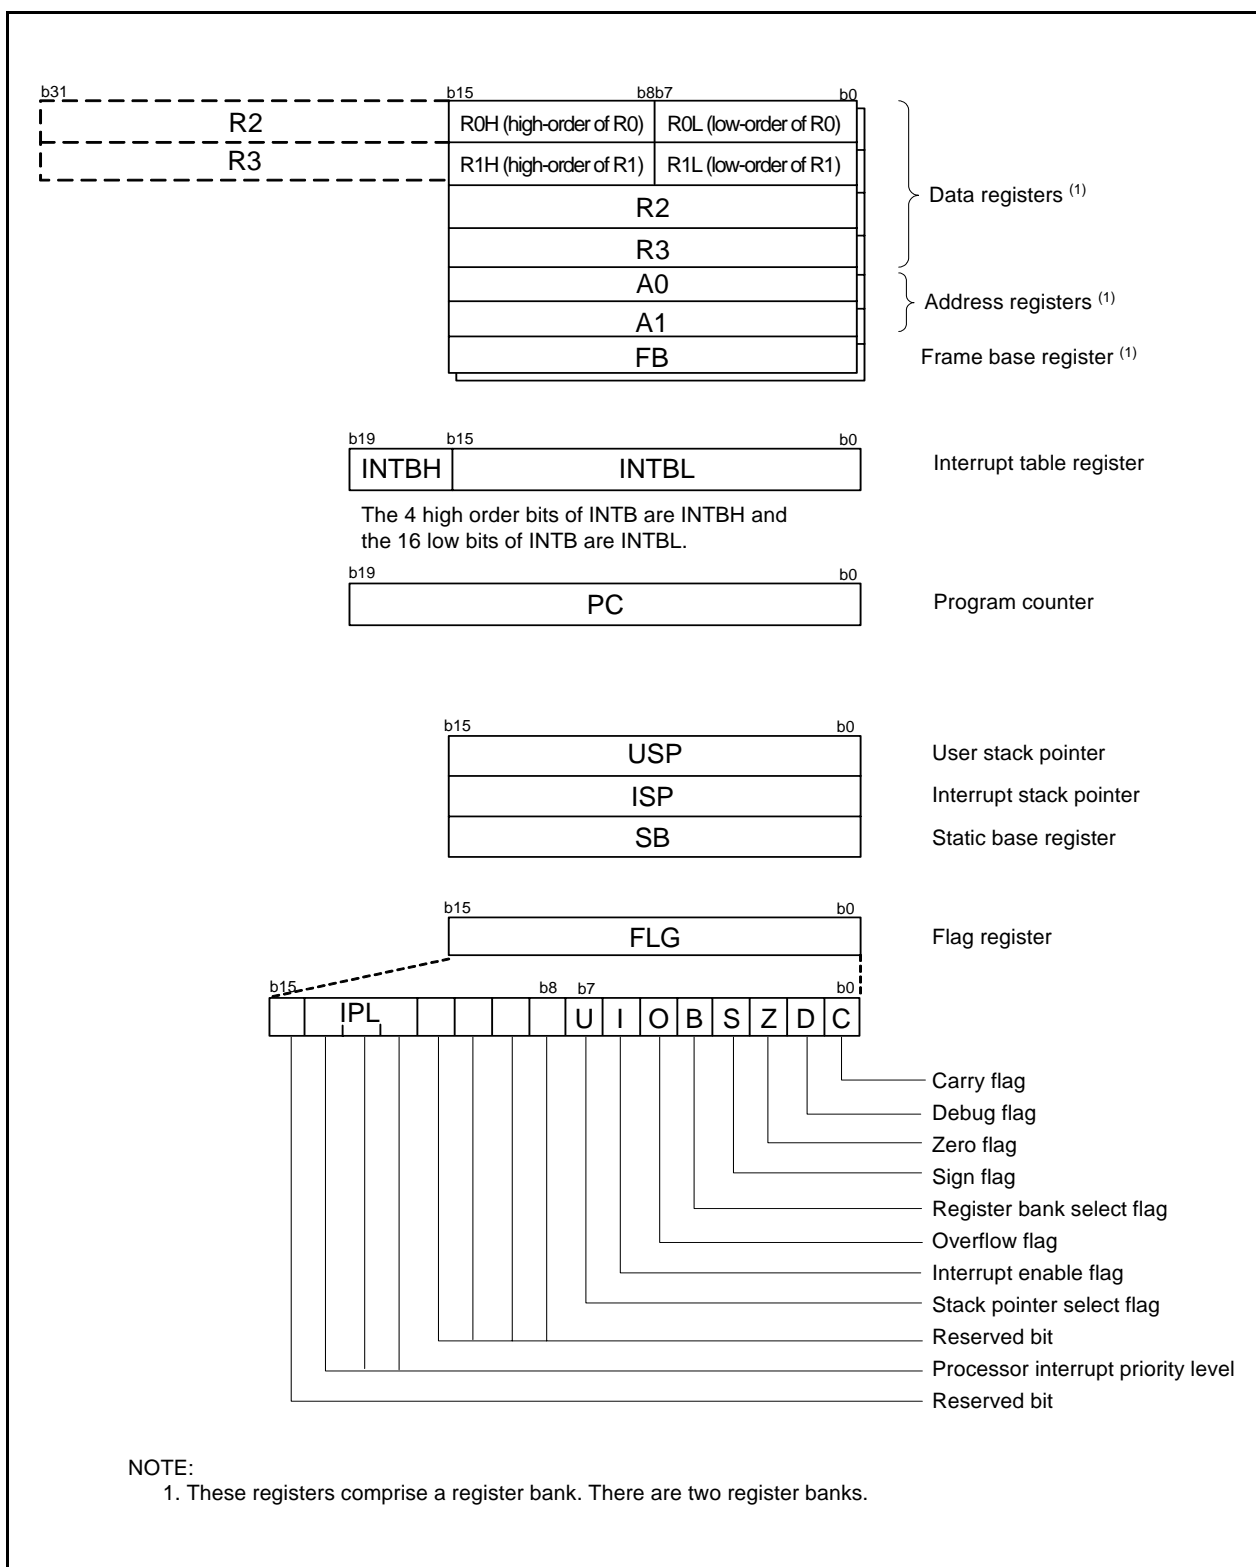 b31 b15 b8b7 b0
R2 R0H (high-order of R0) R0L (low-order of R0)
R3 R1H (high-order of R1) R1L (low-order of R1)
Data registers (1)
R2
R3
A0
Address registers (1)
A1
FB Frame base register (1)
b19 b15 b0
INTBH INTBL Interrupt table register
The 4 high order bits of INTB are INTBH and
the 16 low bits of INTB are INTBL.
b19 b0
PC Program counter
b15 b0
USP User stack pointer
ISP Interrupt stack pointer
SB Static base register
b15 b0
FLG Flag register
b15 b8 b7 b0
IPL U I O B S Z D C
Carry flag
Debug flag
Zero flag
Sign flag
Register bank select flag
Overflow flag
Interrupt enable flag
Stack pointer select flag
Reserved bit
Processor interrupt priority level
Reserved bit
NOTE:
1. These registers comprise a register bank. There are two register banks.